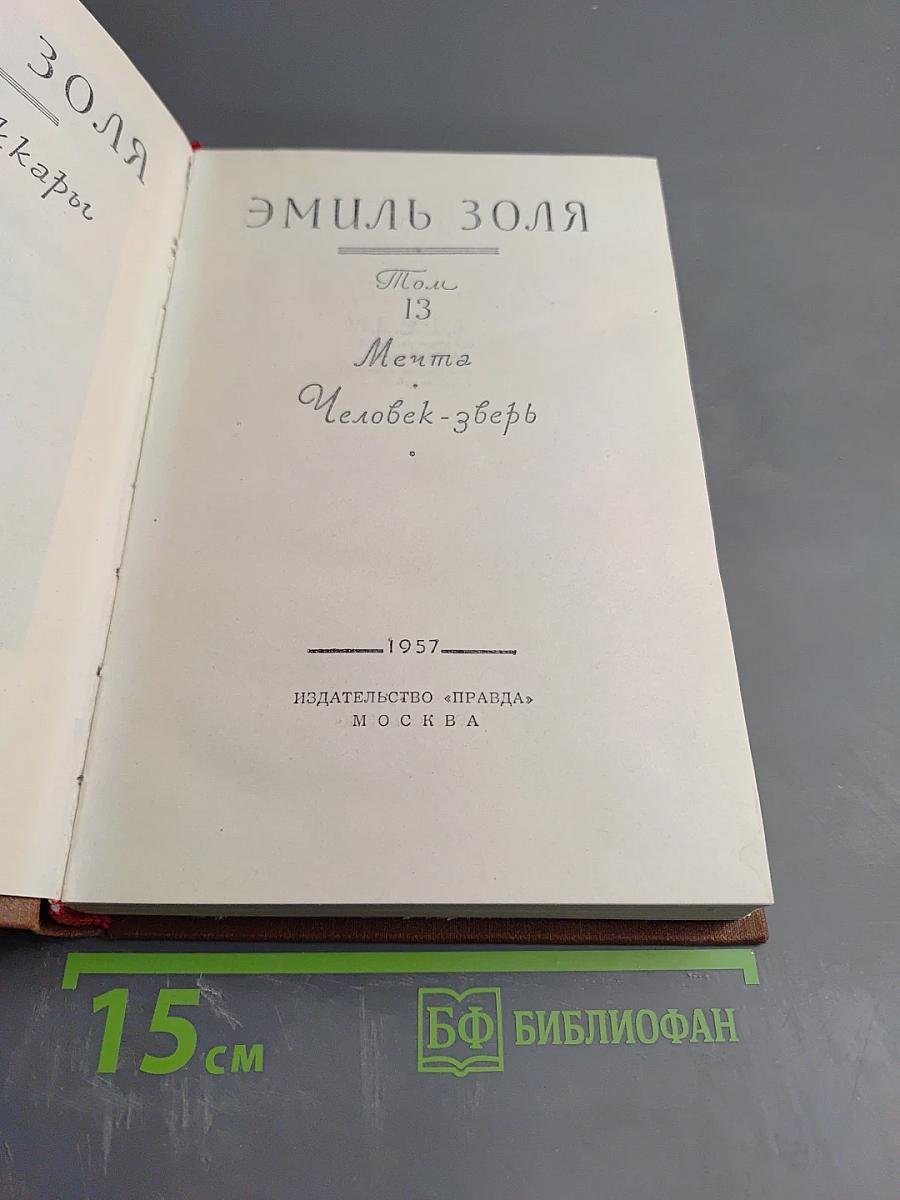 ЗОЛЯ
ЭМИЛЬ ЗОЛЯ
Том
13
Мечта
Человек-зверь
1957
ИЗДАТЕЛЬСТВО «ПРАВДА»
МОСКВА
15 см
БФ БИБЛИОФАН